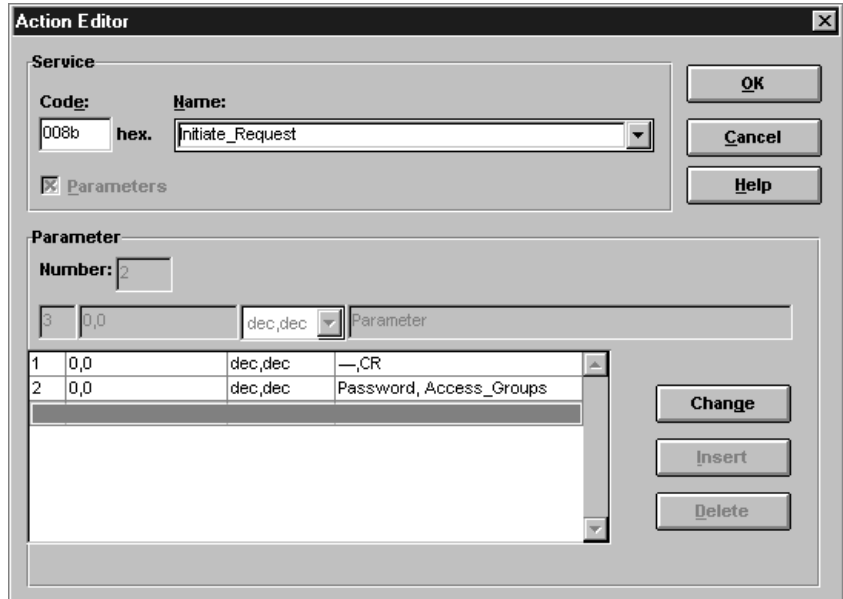 Action Editor
Service
Code:
Name:
008b hex. Initiate_Request
Parameters
OK
Cancel
Help
Parameter
Number: 2
3 0,0 dec,dec Parameter
1 0,0 dec,dec —,CR
2 0,0 dec,dec Password, Access_Groups
Change
Insert
Delete